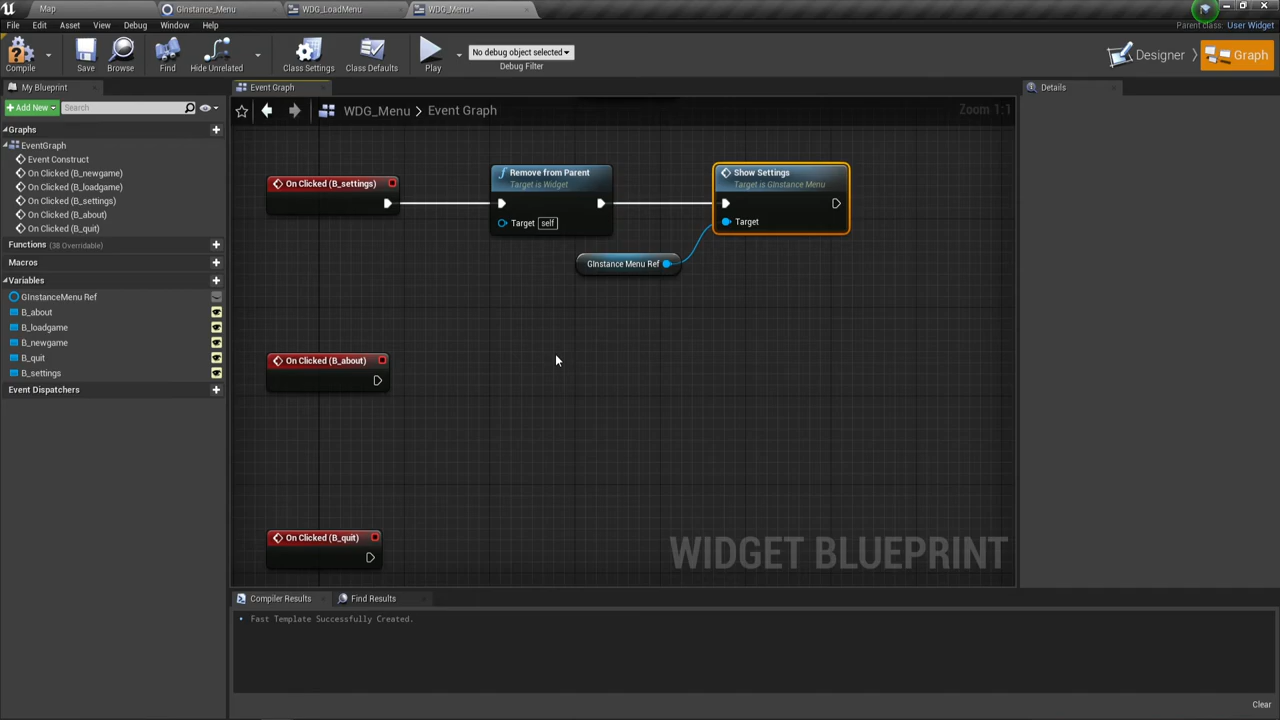 Map
GInstance_Menu
WDG_LoadMenu
WDG_Menu*
File
Edit
Asset
View
Debug
Window
Help
Parent class: User Widget
Compile
Save
Browse
Find
Hide Unrelated
Class Settings
Class Defaults
Play
No debug object selected
Debug Filter
Designer
Graph
My Blueprint
Event Graph
Details
Add New
Search
WDG_Menu > Event Graph
Zoom 1:1
Graphs
EventGraph
Event Construct
On Clicked (B_newgame)
On Clicked (B_loadgame)
On Clicked (B_settings)
On Clicked (B_about)
On Clicked (B_quit)
Functions (38 Overridable)
Macros
Variables
GInstanceMenu Ref
B_about
B_loadgame
B_newgame
B_quit
B_settings
Event Dispatchers
On Clicked (B_settings)
Remove from Parent
Target is Widget
Target self
Show Settings
Target is GInstance Menu
Target
GInstance Menu Ref
On Clicked (B_about)
On Clicked (B_quit)
WIDGET BLUEPRINT
Compiler Results
Find Results
Fast Template Successfully Created.
Clear